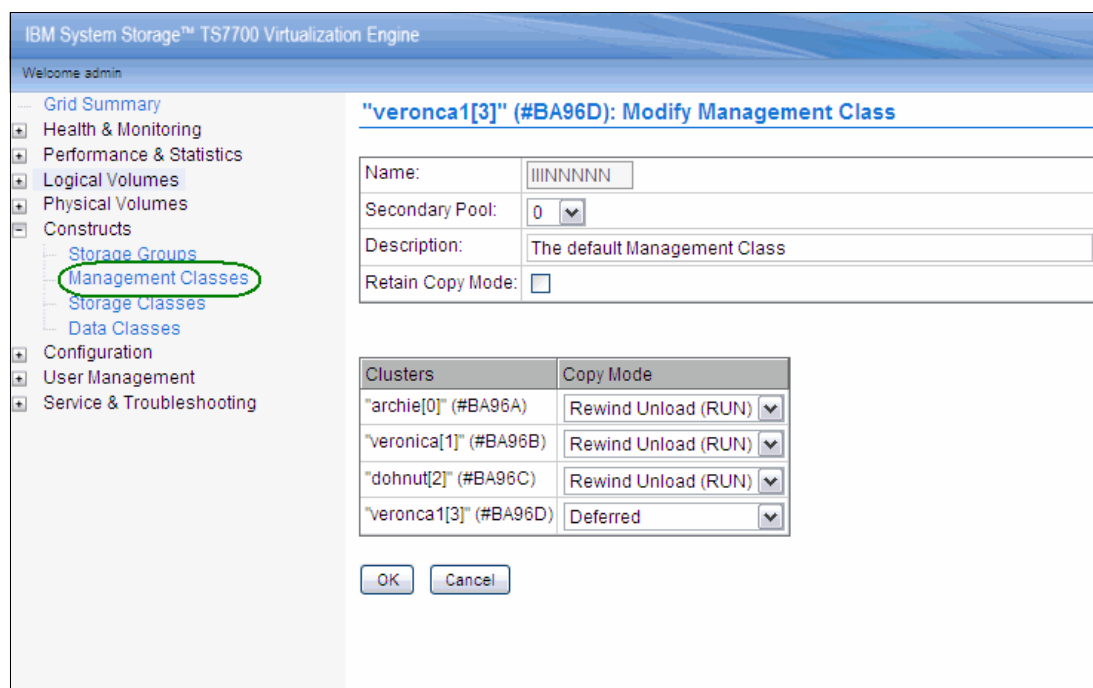 IBM System Storage™ TS7700 Virtualization Engine
Welcome admin
Grid Summary
Health & Monitoring
Performance & Statistics
Logical Volumes
Physical Volumes
Constructs
Storage Groups
Management Classes
Storage Classes
Data Classes
Configuration
User Management
Service & Troubleshooting
"veronca1[3]" (#BA96D): Modify Management Class
Name: IIINNNNN
Secondary Pool: 0
Description: The default Management Class
Retain Copy Mode:
Clusters Copy Mode
"archie[0]" (#BA96A) Rewind Unload (RUN)
"veronica[1]" (#BA96B) Rewind Unload (RUN)
"dohnut[2]" (#BA96C) Rewind Unload (RUN)
"veronca1[3]" (#BA96D) Deferred
OK Cancel